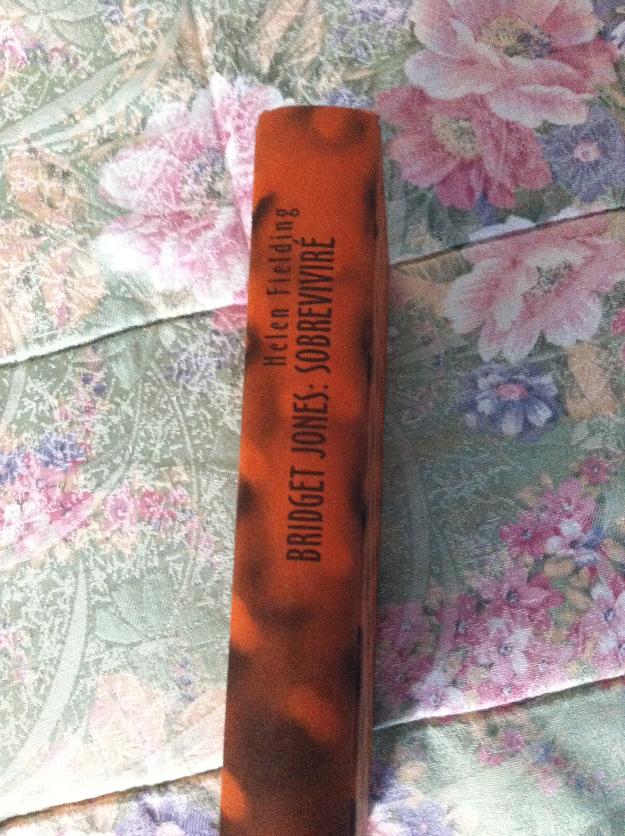 Helen Fielding
BRIDGET JONES: SOBREVIVIRÉ